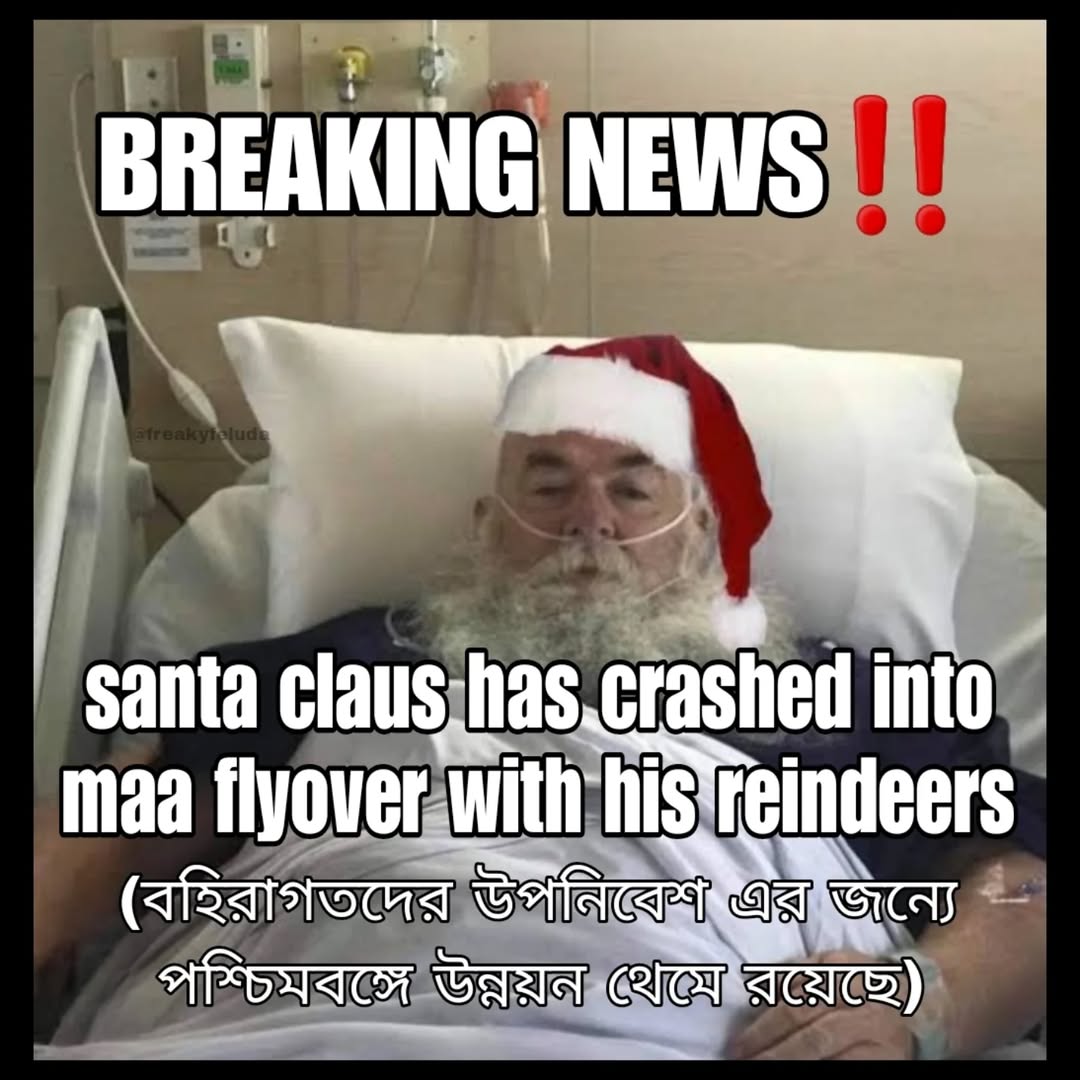 BREAKING NEWS‼️
@freakyfeluda
santa claus has crashed into
maa flyover with his reindeers
(বহিরাগতদের উপনিবেশ এর জন্যে
পশ্চিমবঙ্গে উন্নয়ন থেমে রয়েছে)